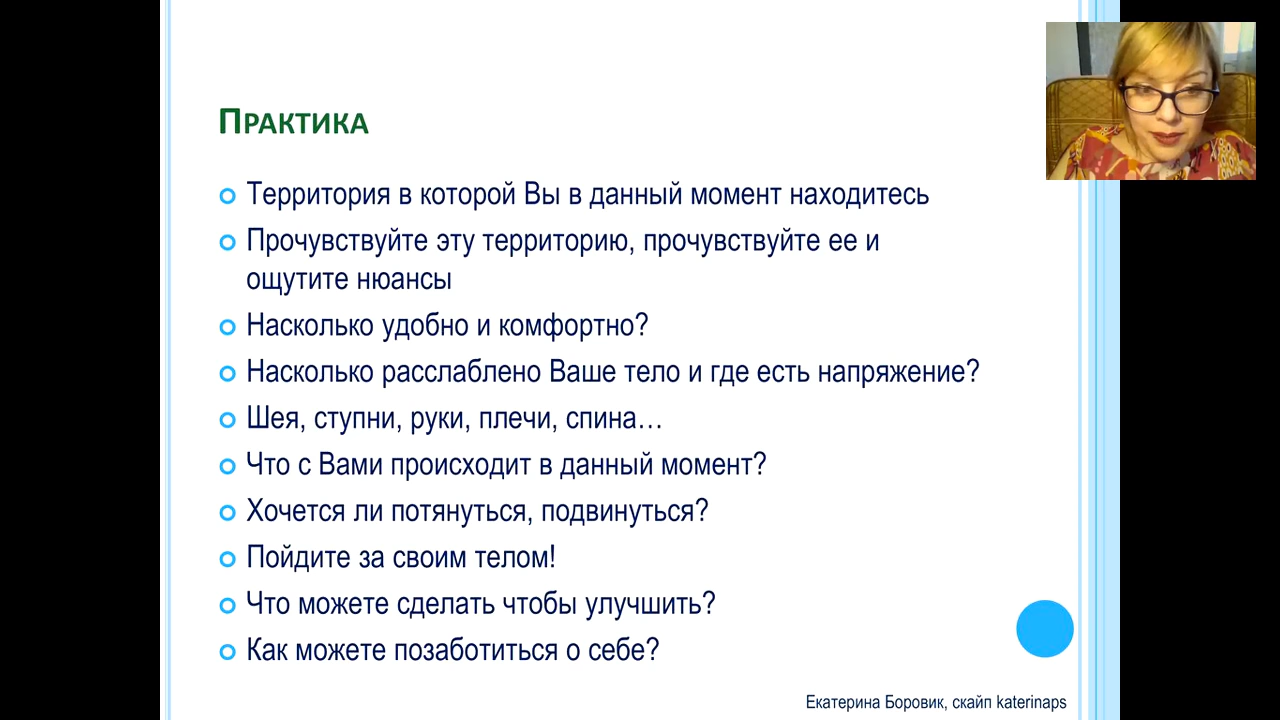 Практика
Территория в которой Вы в данный момент находитесь
Прочувствуйте эту территорию, прочувствуйте ее и
ощутите нюансы
Насколько удобно и комфортно?
Насколько расслаблено Ваше тело и где есть напряжение?
Шея, ступни, руки, плечи, спина…
Что с Вами происходит в данный момент?
Хочется ли потянуться, подвинуться?
Пойдите за своим телом!
Что можете сделать чтобы улучшить?
Как можете позаботиться о себе?
Екатерина Боровик, скайп katerinaps